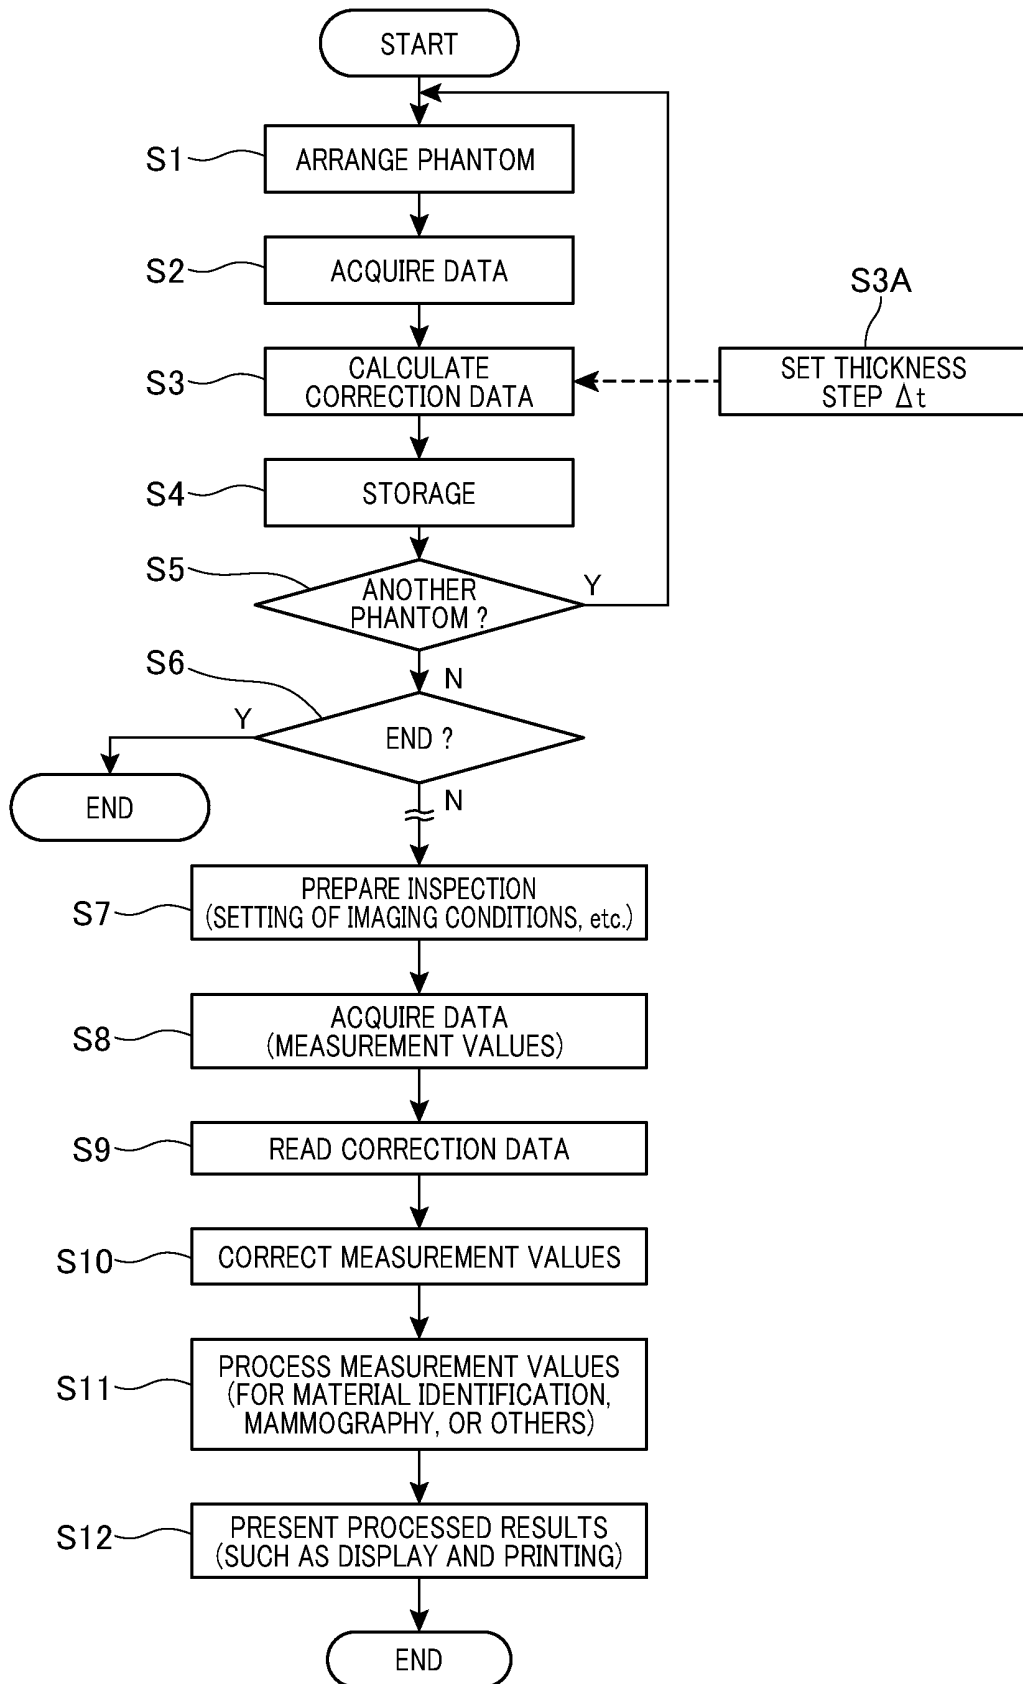 START
S1
ARRANGE PHANTOM
S2
ACQUIRE DATA
S3A
S3
CALCULATE
CORRECTION DATA
SET THICKNESS
STEP Δt
S4
STORAGE
S5
ANOTHER
PHANTOM ?
Y
S6
N
Y
END ?
END
N
S7
PREPARE INSPECTION
(SETTING OF IMAGING CONDITIONS, etc.)
S8
ACQUIRE DATA
(MEASUREMENT VALUES)
S9
READ CORRECTION DATA
S10
CORRECT MEASUREMENT VALUES
S11
PROCESS MEASUREMENT VALUES
(FOR MATERIAL IDENTIFICATION,
MAMMOGRAPHY, OR OTHERS)
S12
PRESENT PROCESSED RESULTS
(SUCH AS DISPLAY AND PRINTING)
END